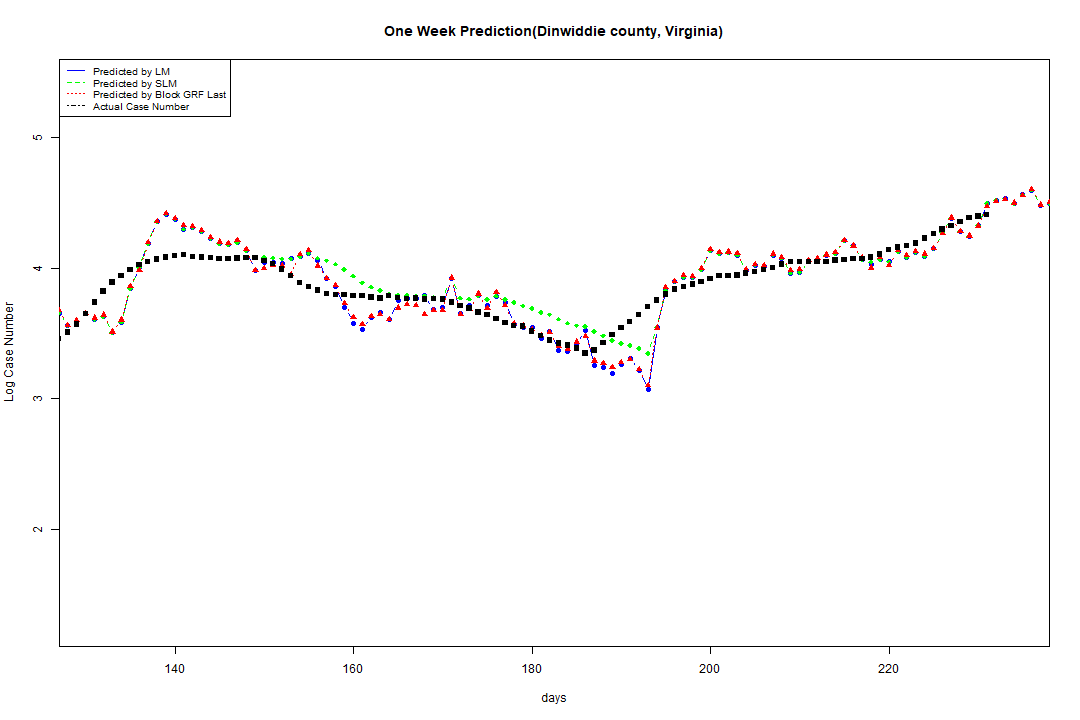 One Week Prediction(Dinwiddie county, Virginia)
Predicted by LM
Predicted by SLM
Predicted by Block GRF Last
Actual Case Number
5
4
3
2
Log Case Number
140 160 180 200 220
days